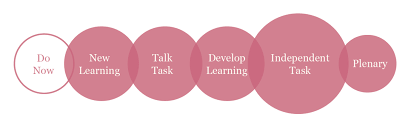 Do
Now
New
Learning
Talk
Task
Develop
Learning
Independent
Task
Plenary